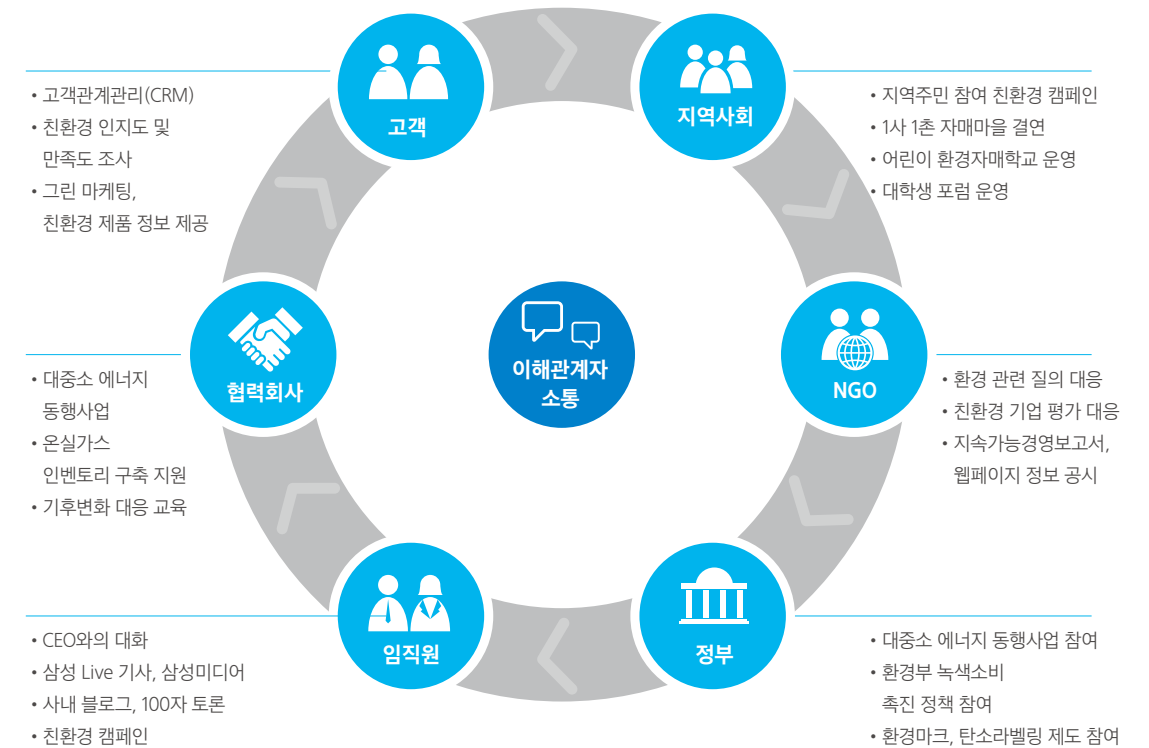 고객
• 고객관계관리(CRM)
• 친환경 인지도 및
만족도 조사
• 그린 마케팅,
친환경 제품 정보 제공
지역사회
• 지역주민 참여 친환경 캠페인
• 1사 1촌 자매마을 결연
• 어린이 환경자매학교 운영
• 대학생 포럼 운영
협력회사
• 대중소 에너지
동행사업
• 온실가스
인벤토리 구축 지원
• 기후변화 대응 교육
이해관계자
소통
NGO
• 환경 관련 질의 대응
• 친환경 기업 평가 대응
• 지속가능경영보고서,
웹페이지 정보 공시
임직원
• CEO와의 대화
• 삼성 Live 기사, 삼성미디어
• 사내 블로그, 100자 토론
• 친환경 캠페인
정부
• 대중소 에너지 동행사업 참여
• 환경부 녹색소비
촉진 정책 참여
• 환경마크, 탄소라벨링 제도 참여